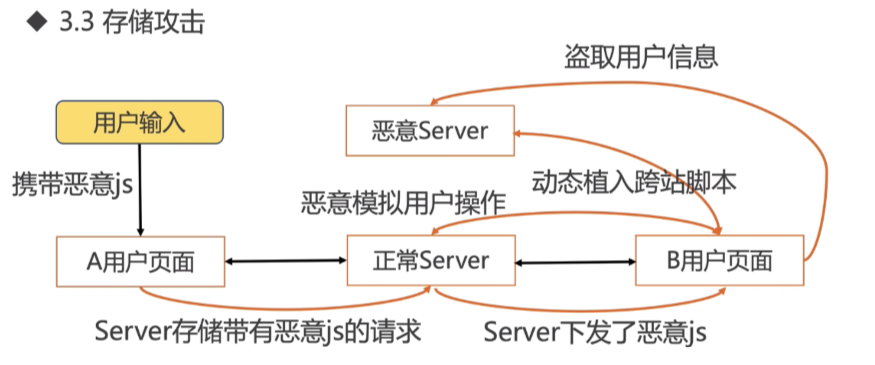 ◆ 3.3 存储攻击
盗取用户信息
用户输入
恶意Server
携带恶意js
动态植入跨站脚本
恶意模拟用户操作
A用户页面
正常Server
B用户页面
Server存储带有恶意js的请求
Server下发了恶意js